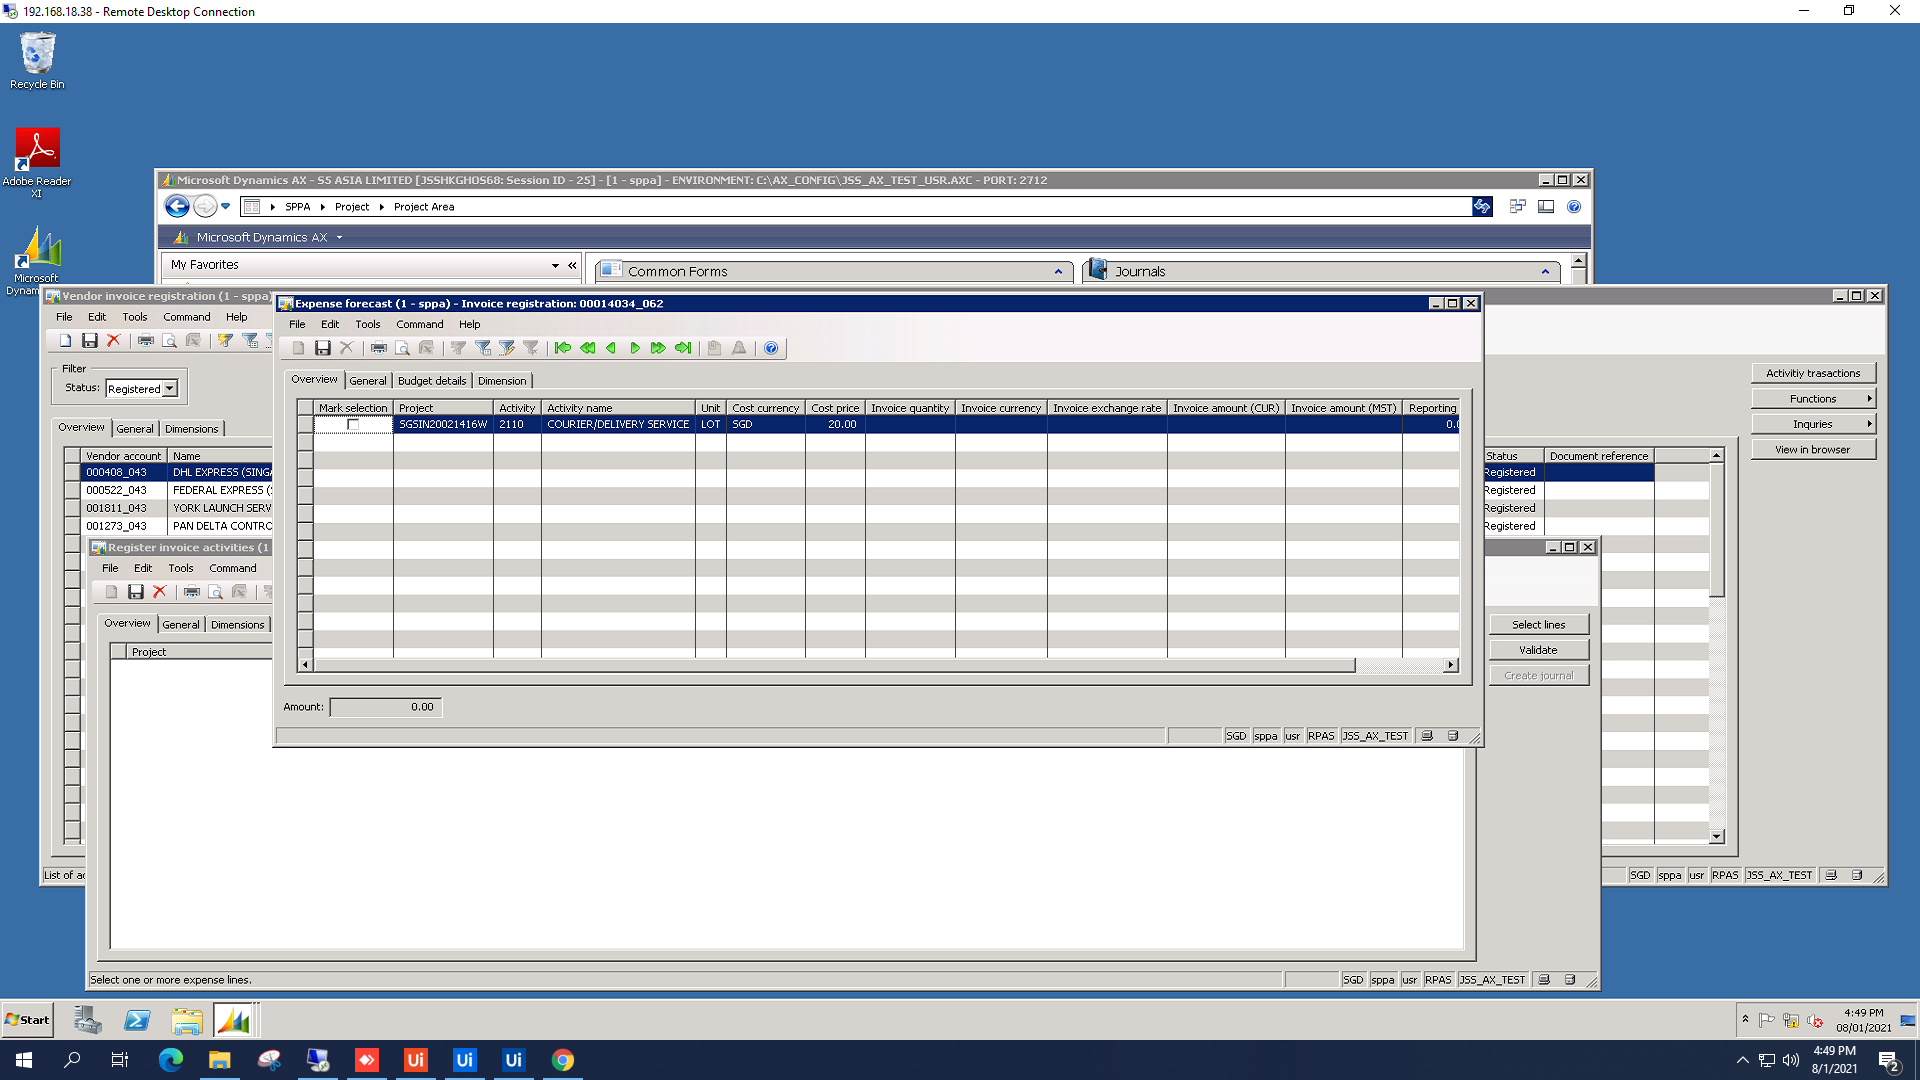 192.168.18.38 - Remote Desktop Connection
Recycle Bin
Adobe Reader
XI
Microsoft
Dynam
Microsoft Dynamics AX - S5 ASIA LIMITED [JSSHKGHOS68: Session ID - 25] - [1 - sppa] - ENVIRONMENT: C:\AX_CONFIG\JSS_AX_TEST_USR.AXC - PORT: 2712
SPPA Project Project Area
Microsoft Dynamics AX
My Favorites
Common Forms
Journals
Vendor invoice registration (1 - sppa)
File Edit Tools Command Help
Filter
Status: Registered
Overview General Dimensions
Vendor account Name
000408_043 DHL EXPRESS (SINGA
000522_043 FEDERAL EXPRESS (
001811_043 YORK LAUNCH SERV
001273_043 PAN DELTA CONTRO
Status Document reference
Registered
Registered
Registered
Registered
Activitiy trasactions
Functions
Inquries
View in browser
List of ac
SGD sppa usr RPAS JSS_AX_TEST
Expense forecast (1 - sppa) - Invoice registration: 00014034_062
File Edit Tools Command Help
Overview General Budget details Dimension
Mark selection Project Activity Activity name Unit Cost currency Cost price Invoice quantity Invoice currency Invoice exchange rate Invoice amount (CUR) Invoice amount (MST) Reporting
SGSIN20021416W 2110 COURIER/DELIVERY SERVICE LOT SGD 20.00 0.0
Amount: 0.00
SGD sppa usr RPAS JSS_AX_TEST
Register invoice activities (1
File Edit Tools Command
Overview General Dimensions
Project
Select lines
Validate
Create journal
Select one or more expense lines.
SGD sppa usr RPAS JSS_AX_TEST
Start
4:49 PM
08/01/2021
Ui Ui Ui
4:49 PM
8/1/2021
2